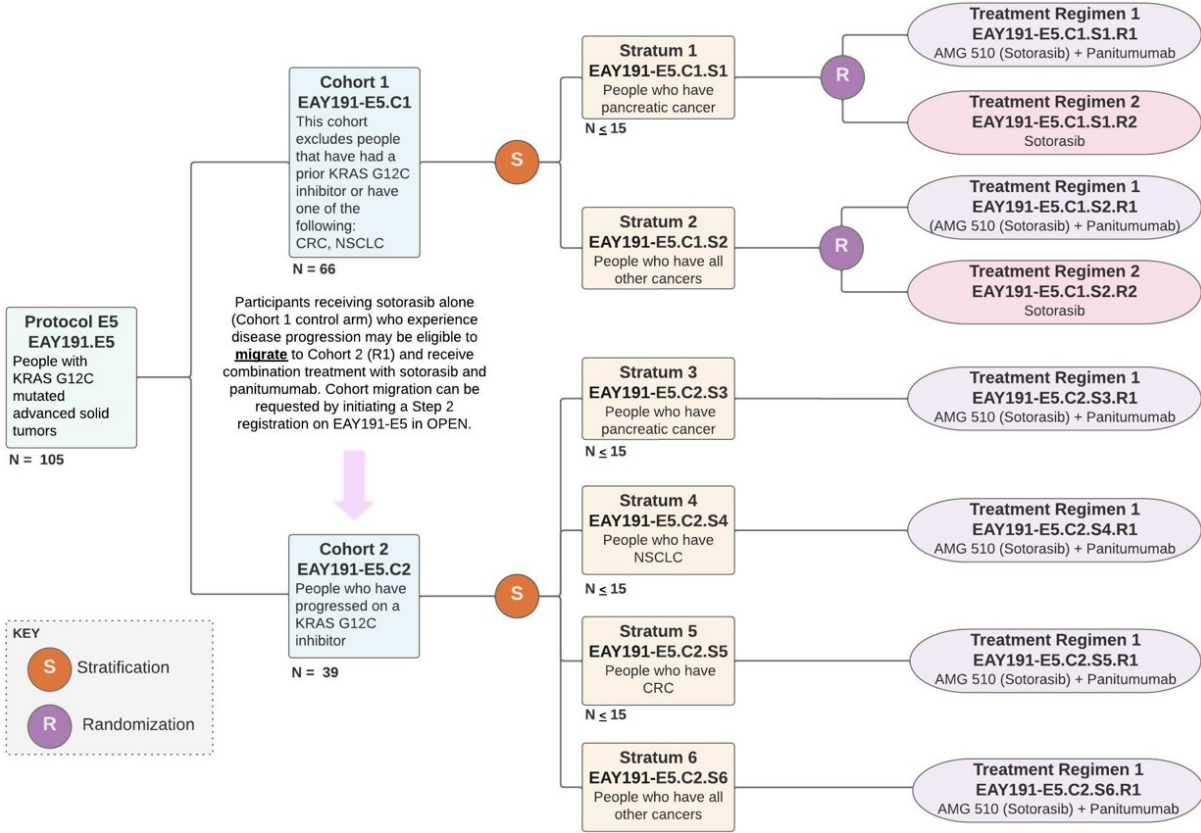 Protocol E5
EAY191.E5
People with
KRAS G12C
mutated
advanced solid
tumors
N = 105
Cohort 1
EAY191-E5.C1
This cohort
excludes people
that have had a
prior KRAS G12C
inhibitor or have
one of the
following:
CRC, NSCLC
N = 66
Participants receiving sotorasib alone
(Cohort 1 control arm) who experience
disease progression may be eligible to
migrate to Cohort 2 (R1) and receive
combination treatment with sotorasib and
panitumumab. Cohort migration can be
requested by initiating a Step 2
registration on EAY191-E5 in OPEN.
Cohort 2
EAY191-E5.C2
People who have
progressed on a
KRAS G12C
inhibitor
N = 39
S
S
Stratum 1
EAY191-E5.C1.S1
People who have
pancreatic cancer
N ≤ 15
Stratum 2
EAY191-E5.C1.S2
People who have all
other cancers
Stratum 3
EAY191-E5.C2.S3
People who have
pancreatic cancer
N ≤ 15
Stratum 4
EAY191-E5.C2.S4
People who have
NSCLC
N ≤ 15
Stratum 5
EAY191-E5.C2.S5
People who have
CRC
N ≤ 15
Stratum 6
EAY191-E5.C2.S6
People who have all
other cancers
R
R
Treatment Regimen 1
EAY191-E5.C1.S1.R1
AMG 510 (Sotorasib) + Panitumumab
Treatment Regimen 2
EAY191-E5.C1.S1.R2
Sotorasib
Treatment Regimen 1
EAY191-E5.C1.S2.R1
(AMG 510 (Sotorasib) + Panitumumab)
Treatment Regimen 2
EAY191-E5.C1.S2.R2
Sotorasib
Treatment Regimen 1
EAY191-E5.C2.S3.R1
AMG 510 (Sotorasib) + Panitumumab
Treatment Regimen 1
EAY191-E5.C2.S4.R1
AMG 510 (Sotorasib) + Panitumumab
Treatment Regimen 1
EAY191-E5.C2.S5.R1
AMG 510 (Sotorasib) + Panitumumab
Treatment Regimen 1
EAY191-E5.C2.S6.R1
AMG 510 (Sotorasib) + Panitumumab
KEY
S Stratification
R Randomization